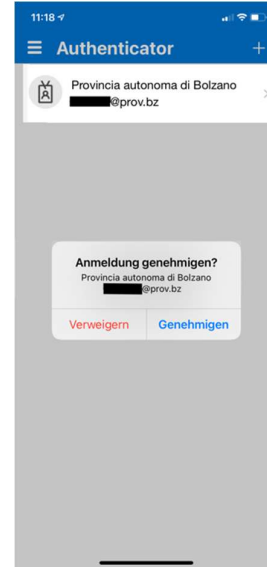 11:18
Authenticator
Provincia autonoma di Bolzano
@prov.bz
Anmeldung genehmigen?
Provincia autonoma di Bolzano
@prov.bz
Verweigern Genehmigen